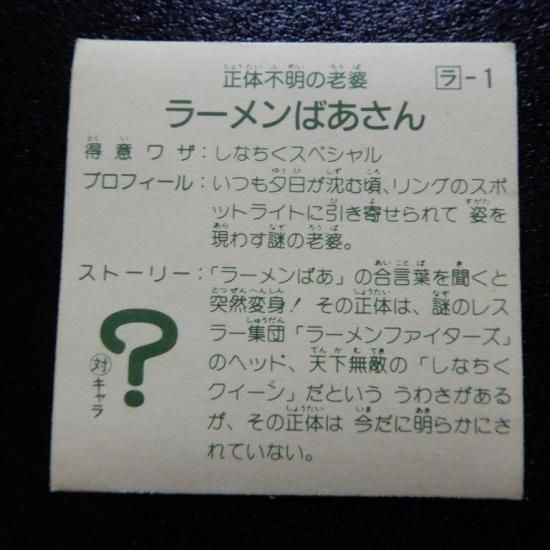 正体不明の老婆 ラ-1
ラーメンばあさん
得意ワザ：しなちくスペシャル
プロフィール：いつも夕日が沈む頃、リングのスポ
ットライトに引き寄せられて 姿を
現わす謎の老婆。
ストーリー：「ラーメンばあ」の合言葉を聞くと
突然変身！ その正体は、謎のレス
ラー集団「ラーメンファイターズ」
のヘッド、天下無敵の「しなちく
クイーン」だという うわさがある
が、その正体は 今だに明らかにさ
れていない。
?
対キャラ